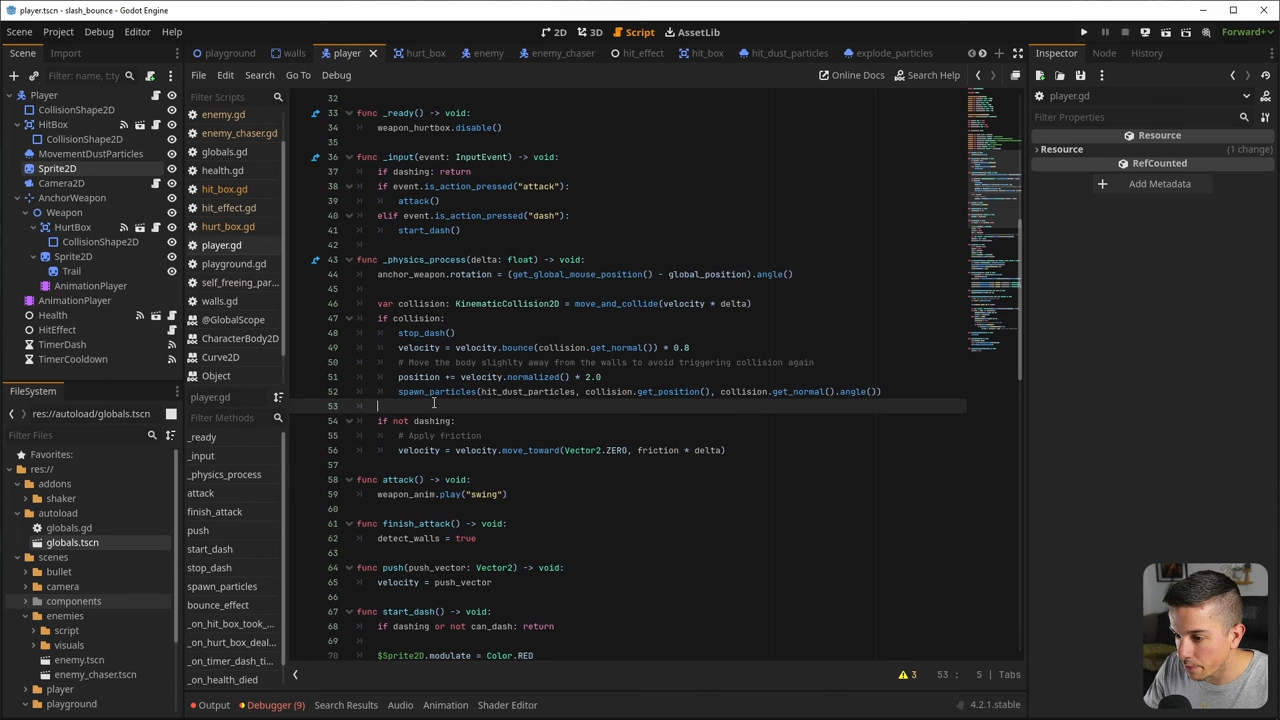 player.tscn - slash_bounce - Godot Engine
Scene Project Debug Editor Help
2D 3D Script AssetLib
Forward+
Scene Import
playground walls player hurt_box enemy enemy_chaser hit_effect hit_box hit_dust_particles explode_particles
Inspector Node History
Filter: name, t:ty
File Edit Search Go To Debug
Online Docs Search Help
Player
CollisionShape2D
HitBox
CollisionShape2D
MovementParticles
Sprite2D
Camera2D
AnchorWeapon
Weapon
HurtBox
CollisionShape2D
Sprite2D
Trail
AnimationPlayer
AnimationPlayer
Health
HitEffect
TimerDash
TimerCooldown
FileSystem
res://autoload/globals.tscn
Filter Files
Favorites:
res://
addons
shaker
autoload
globals.gd
globals.tscn
scenes
bullet
camera
components
enemies
script
visuals
enemy.tscn
enemy_chaser.tscn
player
playground
Filter Scripts
enemy.gd
enemy_chaser.gd
globals.gd
health.gd
hit_box.gd
hit_effect.gd
hurt_box.gd
player.gd
playground.gd
walls.gd
@GlobalScope
Curve2D
Object
player.gd
Filter Methods
_ready
_input
_physics_process
attack
finish_attack
push
start_dash
stop_dash
spawn_particles
bounce_effect
_on_hit_box_took_...
_on_hurt_box_deal...
_on_timer_dash_ti...
_on_health_died
32
33 func _ready() -> void:
34 weapon_hurtbox.disable()
35
36 func _input(event: InputEvent) -> void:
37 if dashing: return
38 if event.is_action_pressed("attack"):
39 attack()
40 elif event.is_action_pressed("dash"):
41 start_dash()
42
43 func _physics_process(delta: float) -> void:
44 anchor_weapon.rotation = (get_global_mouse_position() - global_position).angle()
45
46 var collision: KinematicCollision2D = move_and_collide(velocity * delta)
47 if collision:
48 stop_dash()
49 velocity = velocity.bounce(collision.get_normal()) * 0.8
50 # Move the body slighlty away from the walls to avoid triggering collision again
51 position += velocity.normalized() * 2.0
52 spawn_particles(hit_dust_particles, collision.get_position(), collision.get_normal().angle())
53
54 if not dashing:
55 # Apply friction
56 velocity = velocity.move_toward(Vector2.ZERO, friction * delta)
57
58 func attack() -> void:
59 weapon_anim.play("swing")
60
61 func finish_attack() -> void:
62 detect_walls = true
63
64 func push(push_vector: Vector2) -> void:
65 velocity = push_vector
66
67 func start_dash() -> void:
68 if dashing or not can_dash: return
69
70 $Sprite2D.modulate = Color.RED
3 53 : 5 | Tabs
player.gd
Filter Properties
Resource
Resource (1 change)
RefCounted
Add Metadata
Output Debugger (9) Search Results Audio Animation Shader Editor
4.2.1.stable